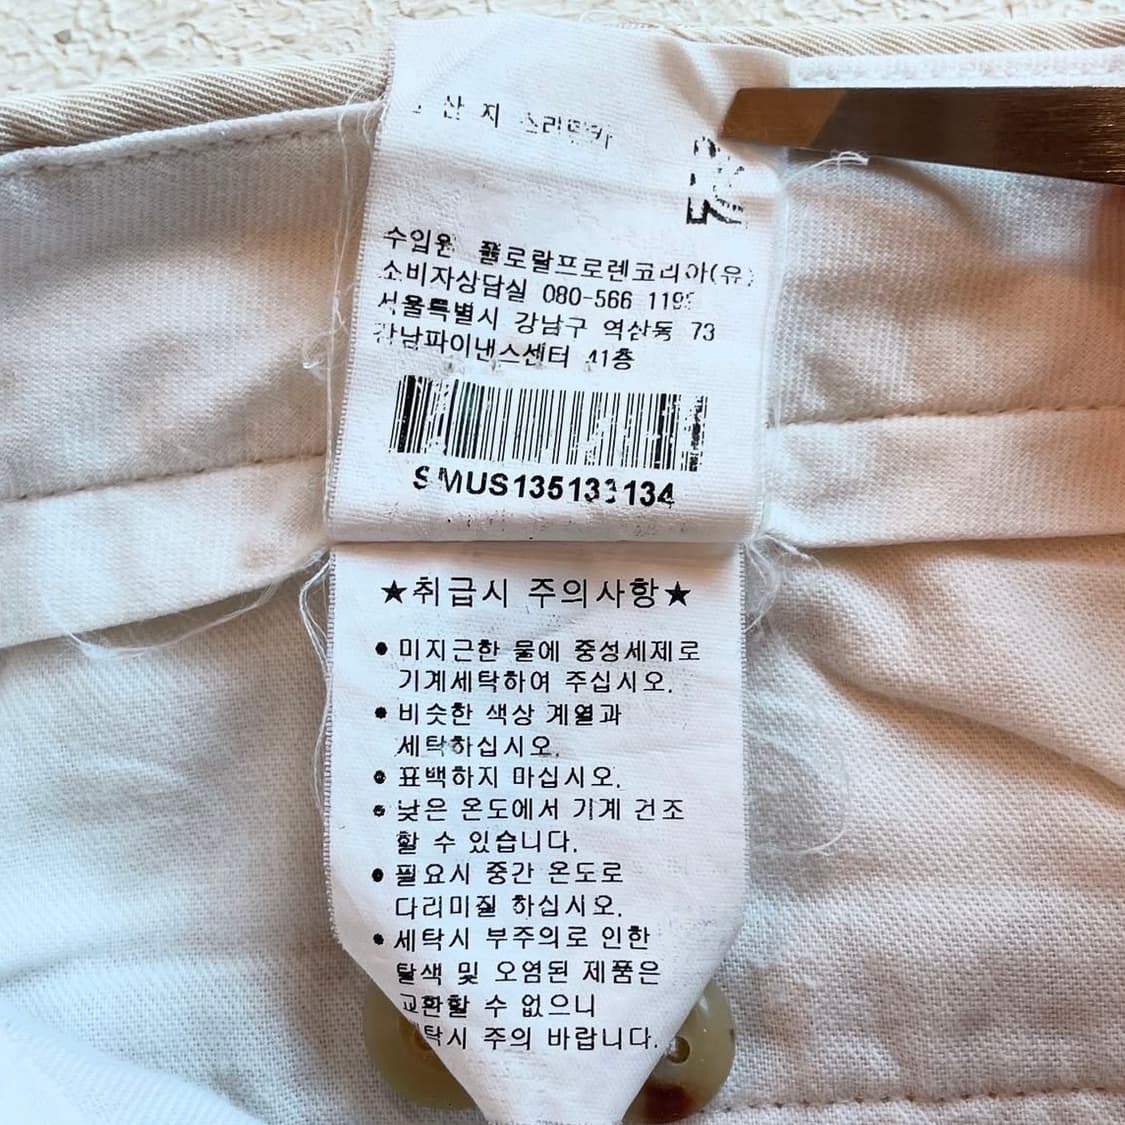 산 지 스리랑카
수입원 폴로랄프로렌코리아(유)
소비자상담실 080-566
서울특별시 강남구 역삼동 73
강남파이낸스센터 41층
SMUS135133134
★취급시 주의사항★
• 미지근한 물에 중성세제로
기계세탁하여 주십시오.
• 비슷한 색상 계열과
세탁하십시오.
• 표백하지 마십시오.
• 낮은 온도에서 기계 건조
할 수 있습니다.
• 필요시 중간 온도로
다리미질 하십시오.
• 세탁시 부주의로 인한
탈색 및 오염된 제품은
교환할 수 없으니
세탁시 주의 바랍니다.